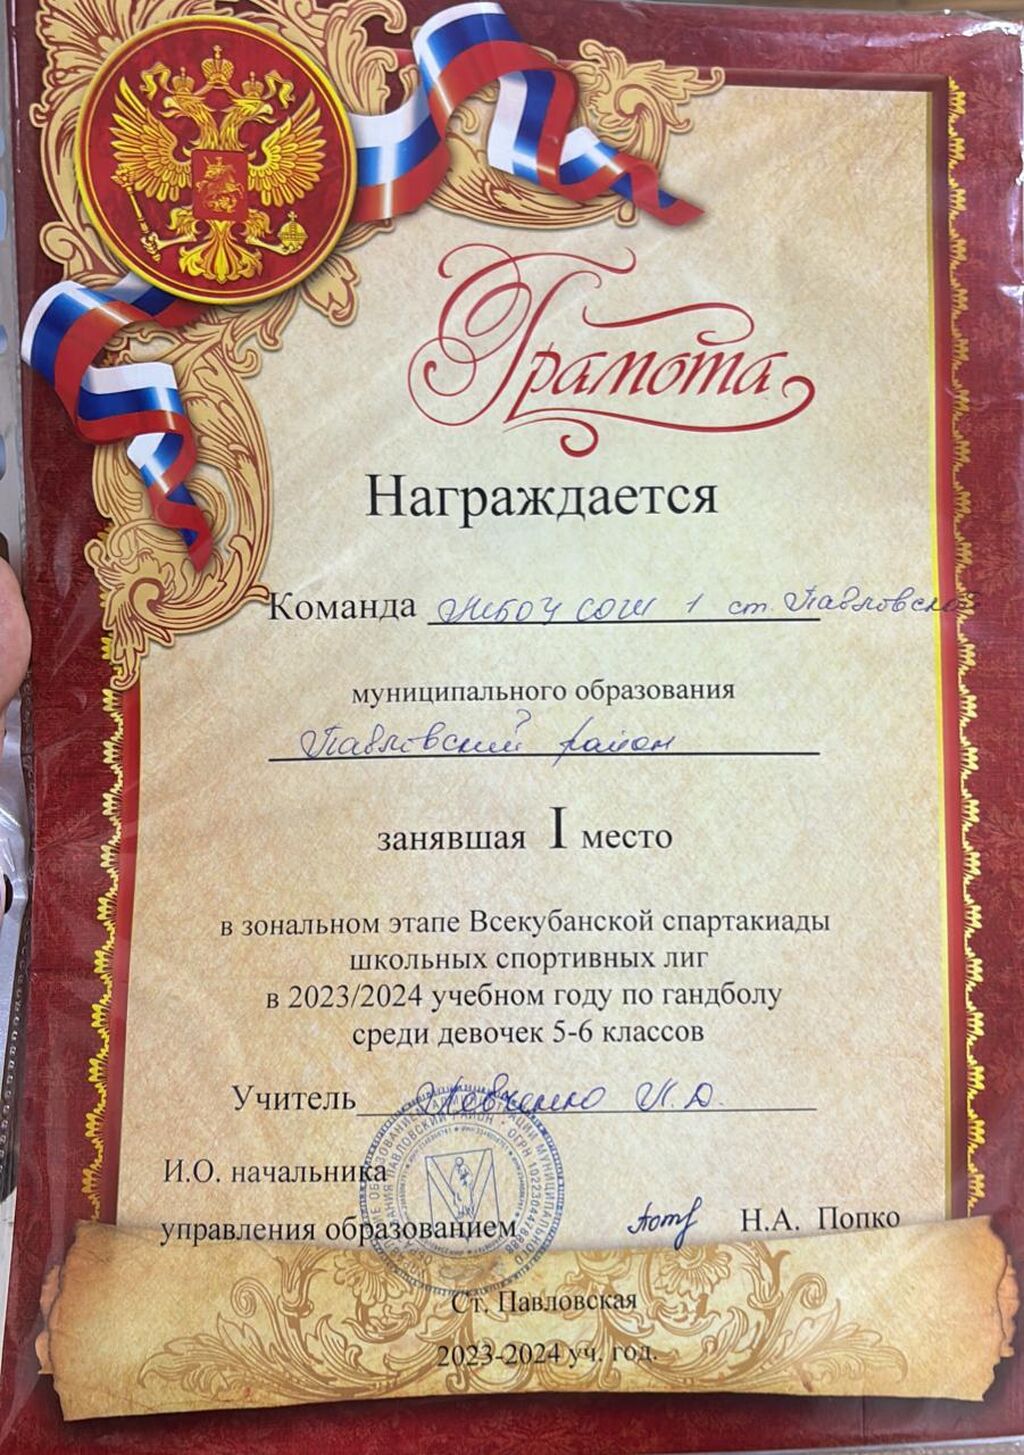 Грамота
Награждается
Команда МБОУ СОШ 1 ст. Павловской
муниципального образования
Павловский район
занявшая I место
в зональном этапе Всекубанской спартакиады
школьных спортивных лиг
в 2023/2024 учебном году по гандболу
среди девочек 5-6 классов
Учитель И.Д.
И.О. начальника
управления образованием
Н.А. Попко
Ст. Павловская
2023-2024 уч. год.